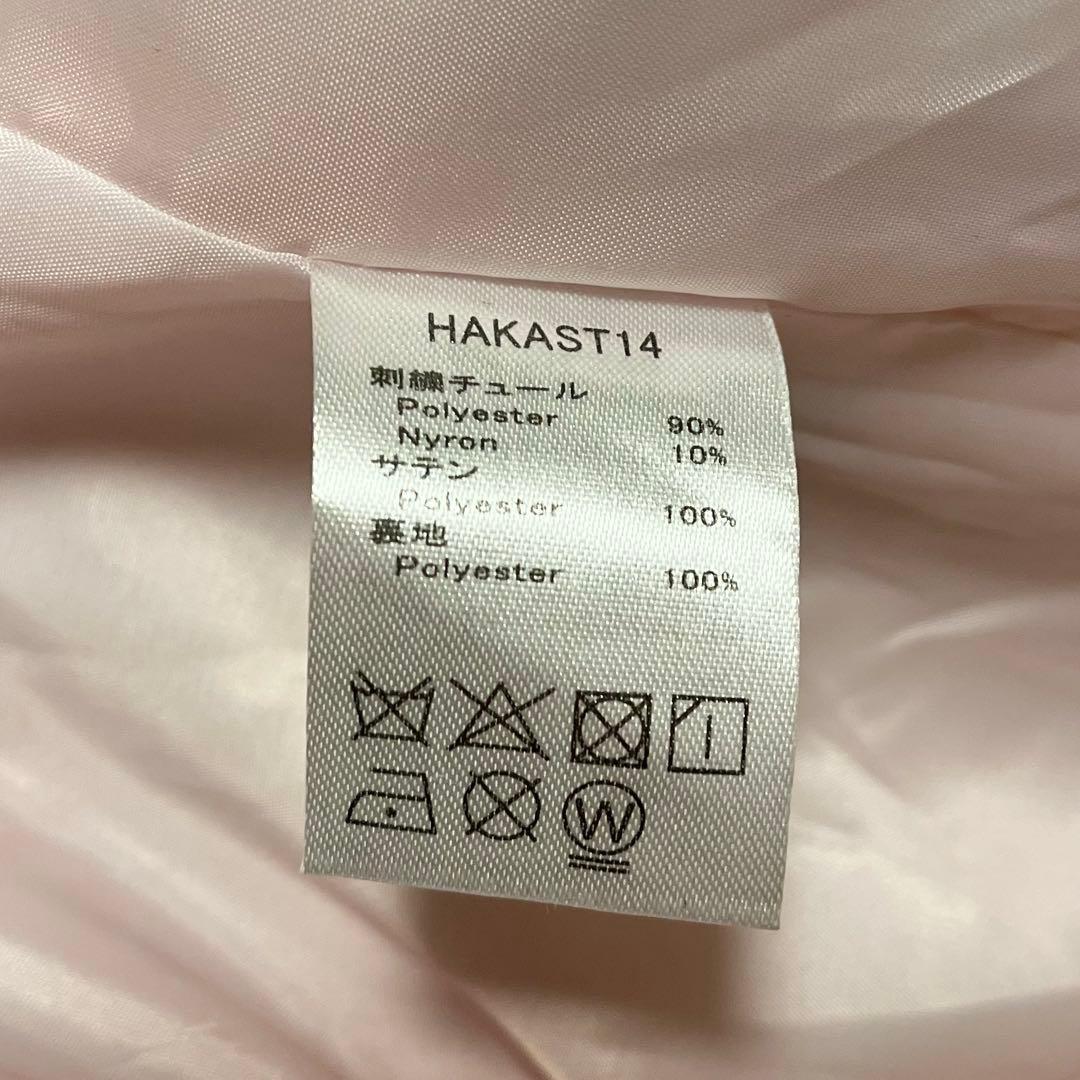 HAKAST14
刺繍チュール
Polyester 90%
Nyron 10%
サテン
Polyester 100%
裏地
Polyester 100%
W